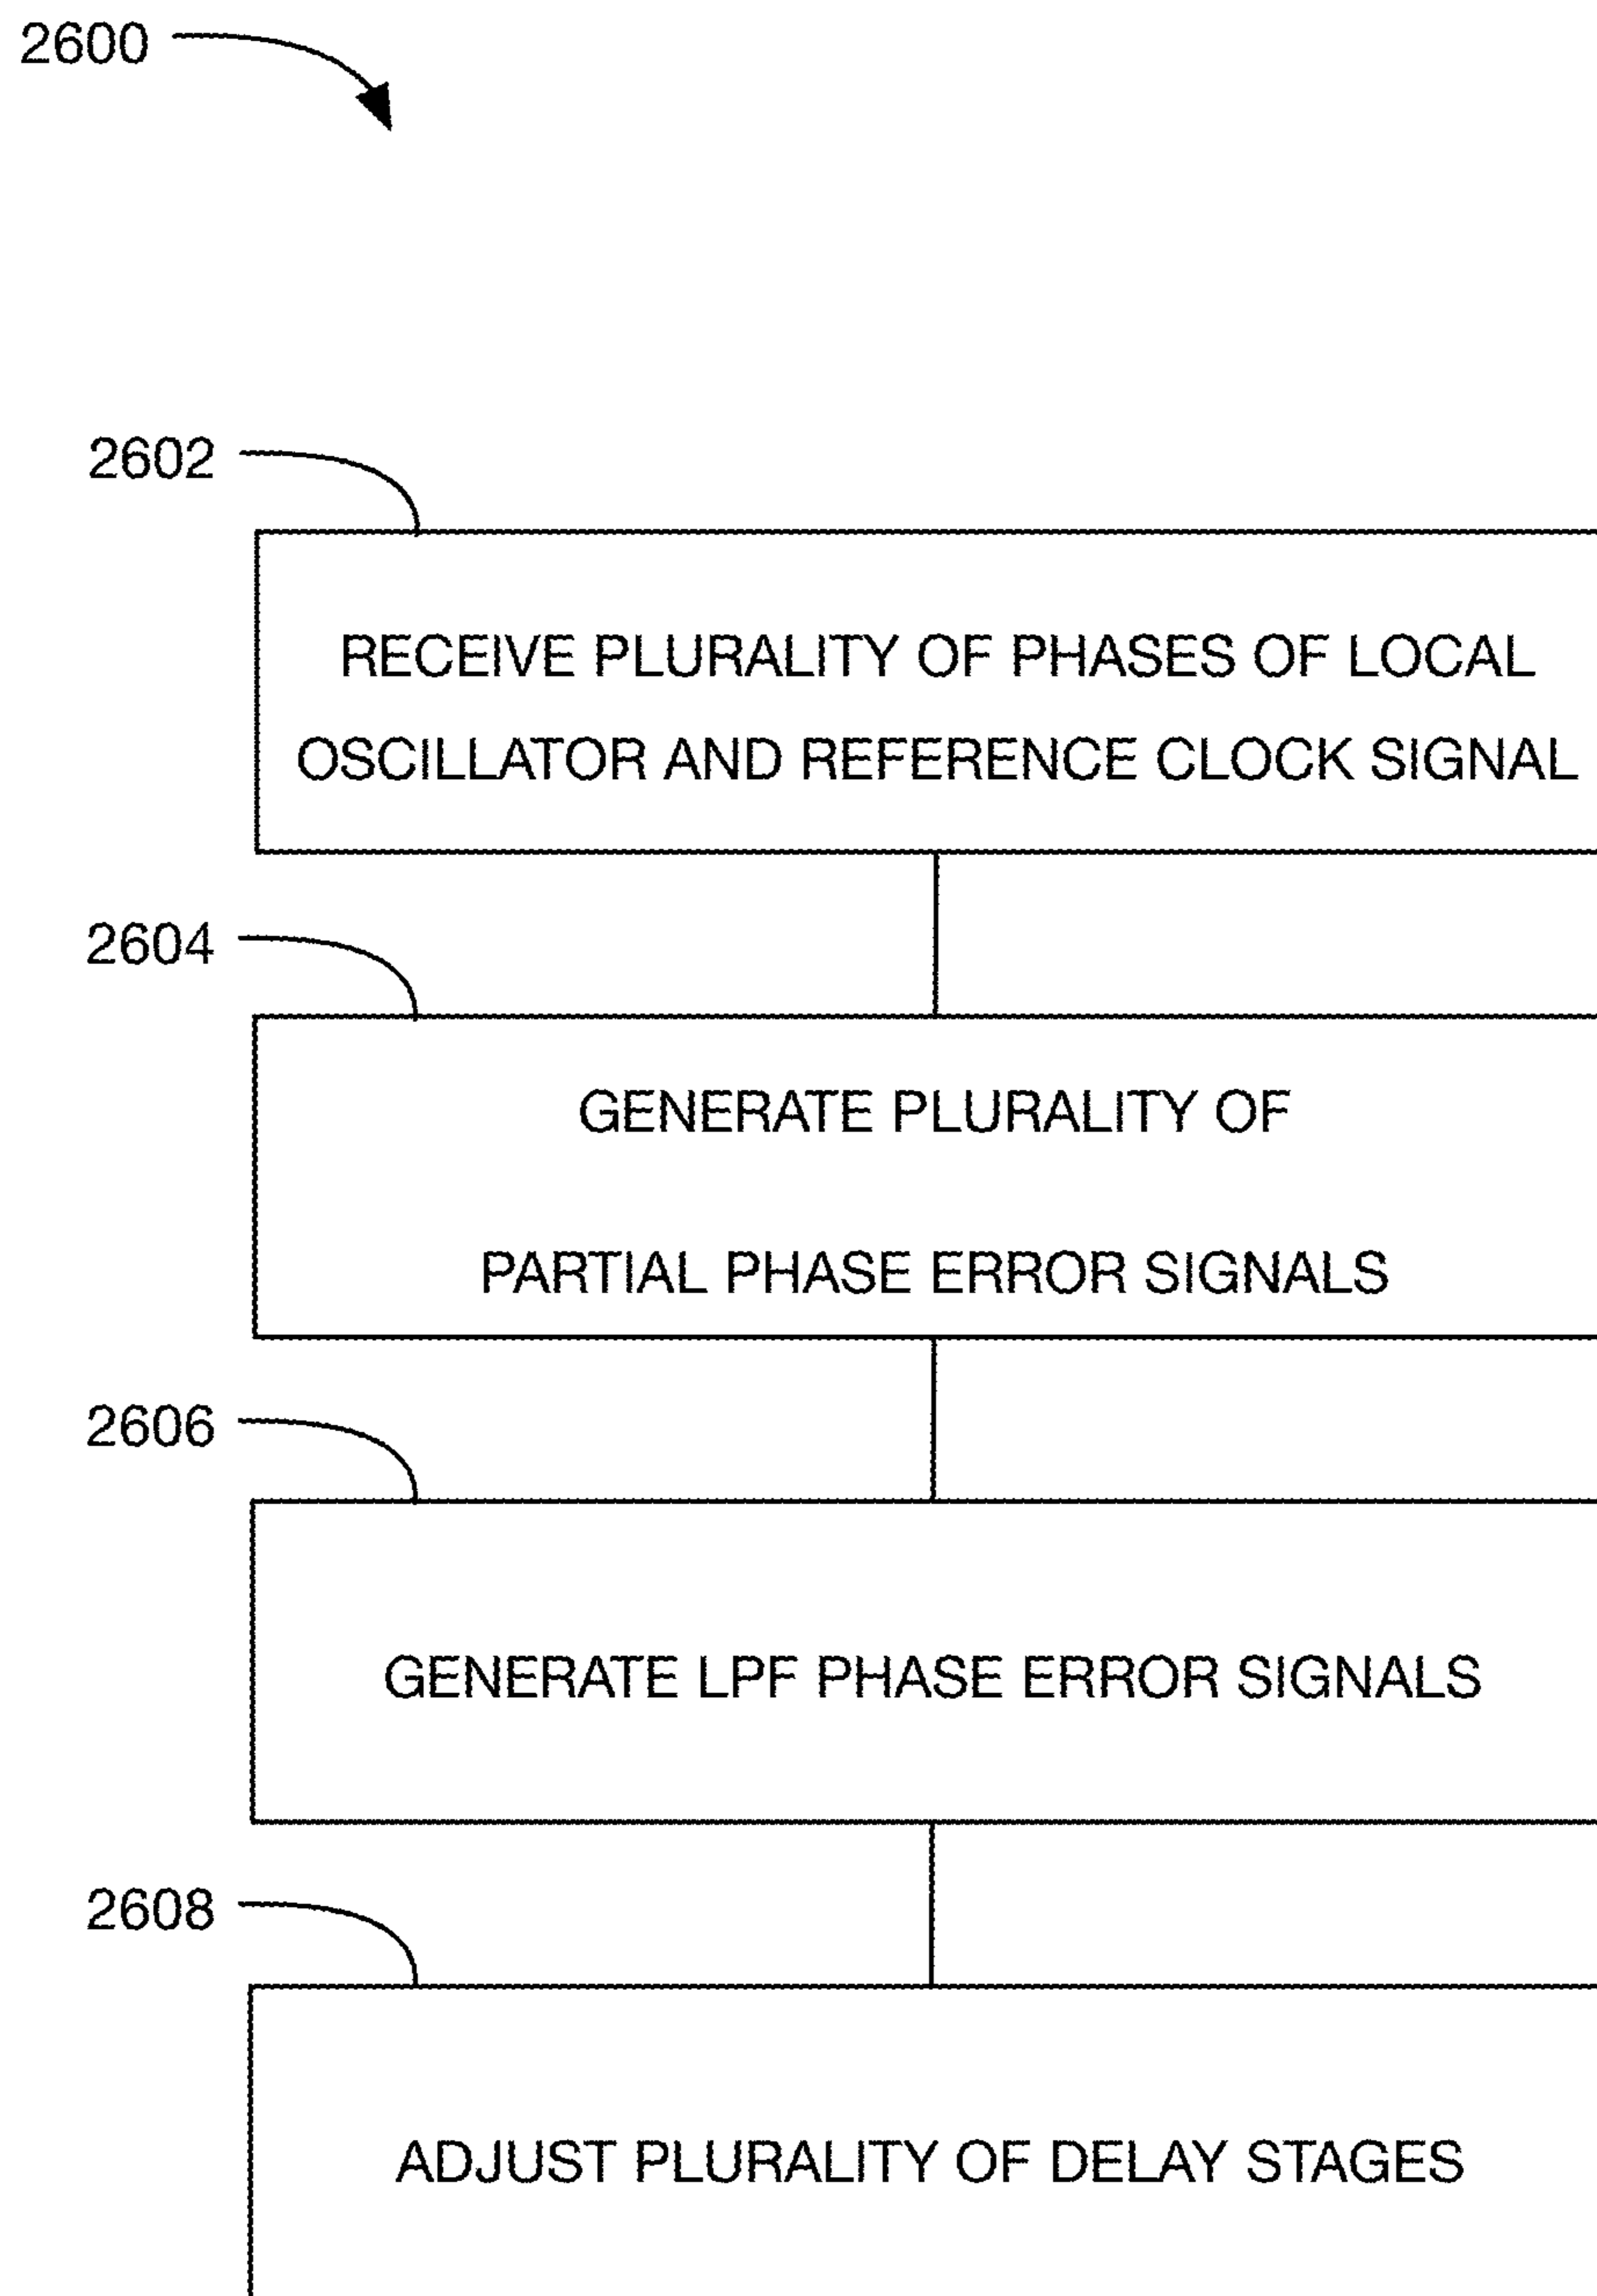 2600
2602
RECEIVE PLURALITY OF PHASES OF LOCAL
OSCILLATOR AND REFERENCE CLOCK SIGNAL
2604
GENERATE PLURALITY OF
PARTIAL PHASE ERROR SIGNALS
2606
GENERATE LPF PHASE ERROR SIGNALS
2608
ADJUST PLURALITY OF DELAY STAGES